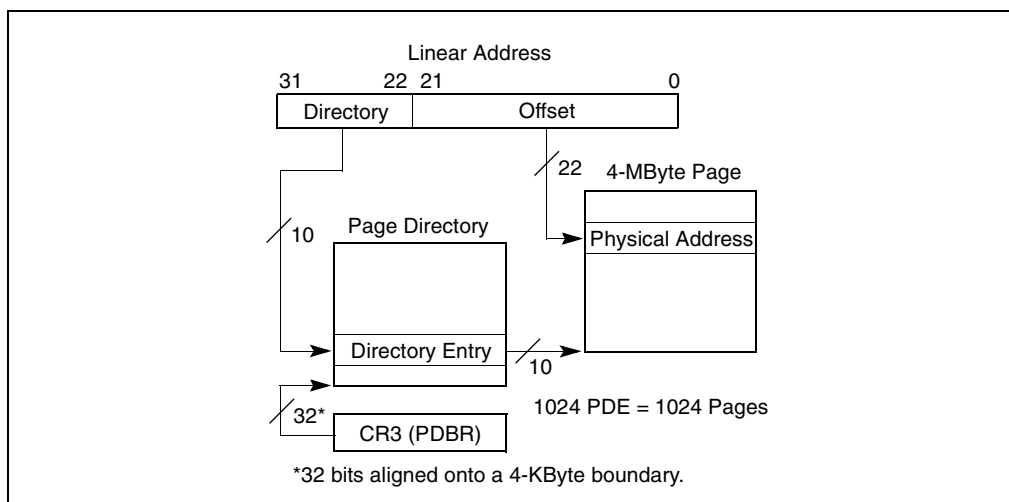 Linear Address
31 22 21 0
Directory Offset
22
4-MByte Page
10
Page Directory
Physical Address
Directory Entry
10
32*
1024 PDE = 1024 Pages
CR3 (PDBR)
*32 bits aligned onto a 4-KByte boundary.